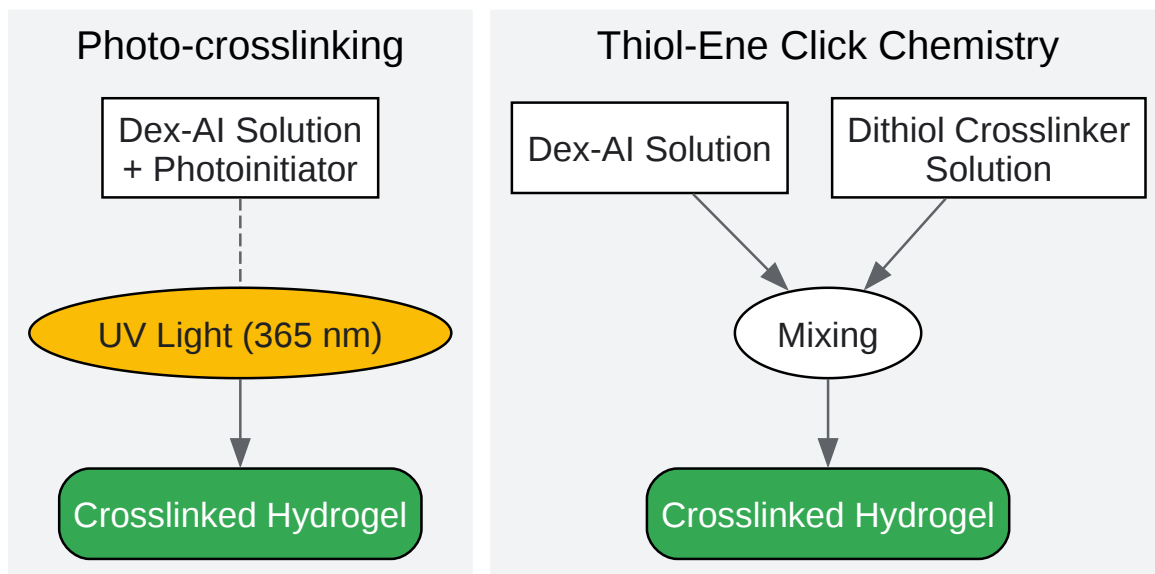 Photo-crosslinking
Dex-AI Solution
+ Photoinitiator
UV Light (365 nm)
Crosslinked Hydrogel
Thiol-Ene Click Chemistry
Dex-AI Solution
Dithiol Crosslinker
Solution
Mixing
Crosslinked Hydrogel